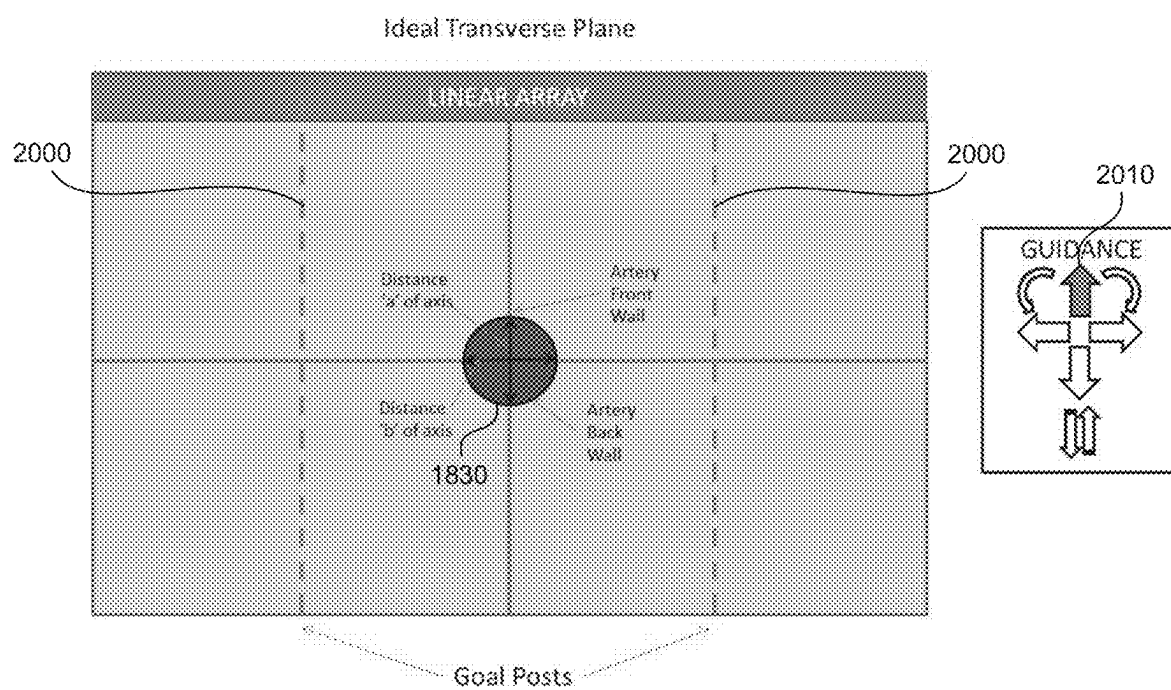 Ideal Transverse Plane
LINEAR ARRAY
2000
2000
2010
GUIDANCE
Distance
'a' of axis
Artery
Front
Wall
Distance
'b' of axis
Artery
Back
Wall
1830
Goal Posts